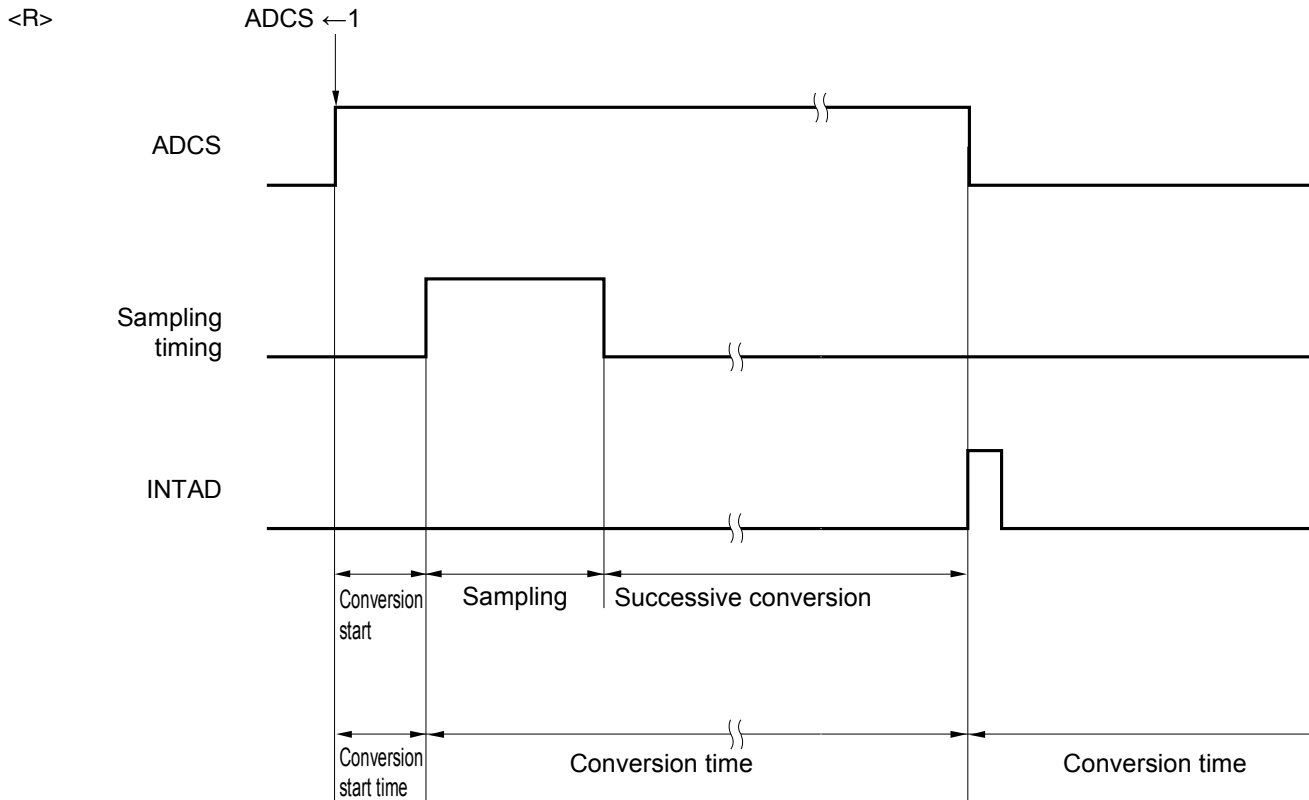 <R>
ADCS ←1
ADCS
Sampling
timing
INTAD
Conversion
start
Sampling
Successive conversion
Conversion
start time
Conversion time
Conversion time